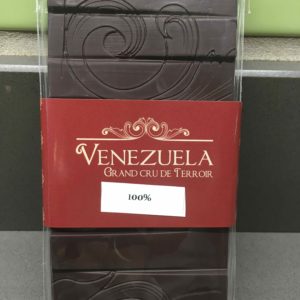 VENEZUELA
GRAND CRU DE TERROIR
100%